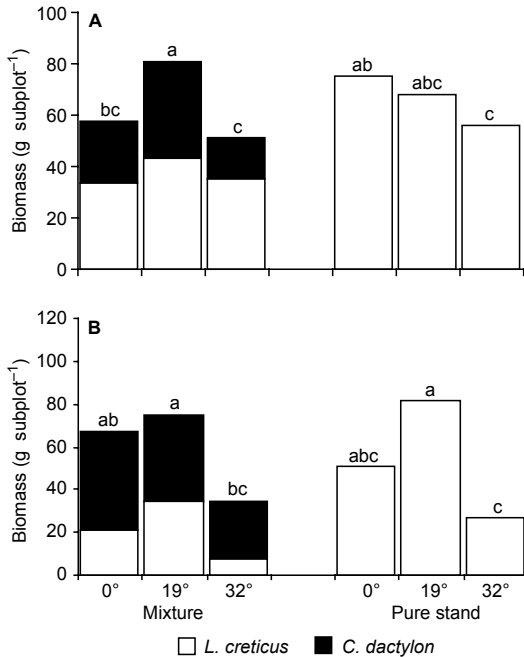 A
100
80
60
40
20
0
Biomass (g subplot⁻¹)
bc
a
c
ab
abc
c
B
120
100
80
60
40
20
0
Biomass (g subplot⁻¹)
ab
a
bc
abc
a
c
0° 19° 32° 0° 19° 32°
Mixture Pure stand
L. creticus C. dactylon